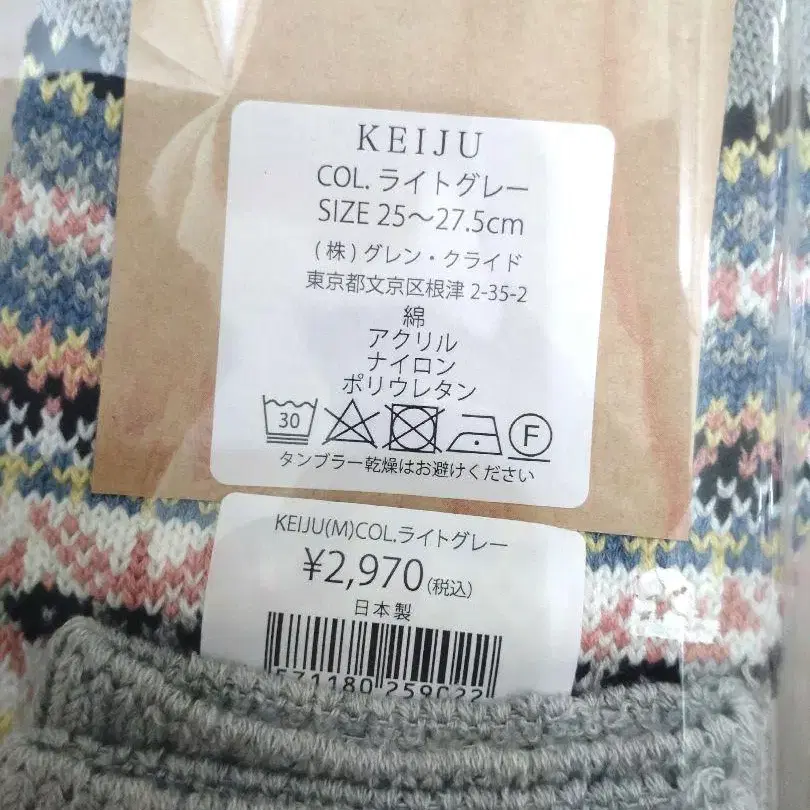 KEIJU
COL. ライトグレー
SIZE 25～27.5cm
(株) グレン・クライド
東京都文京区根津 2-35-2
綿
アクリル
ナイロン
ポリウレタン
30
F
タンブラー乾燥はお避けください
KEIJU(M)COL.ライトグレー
¥2,970(税込)
日本製
571180 259022